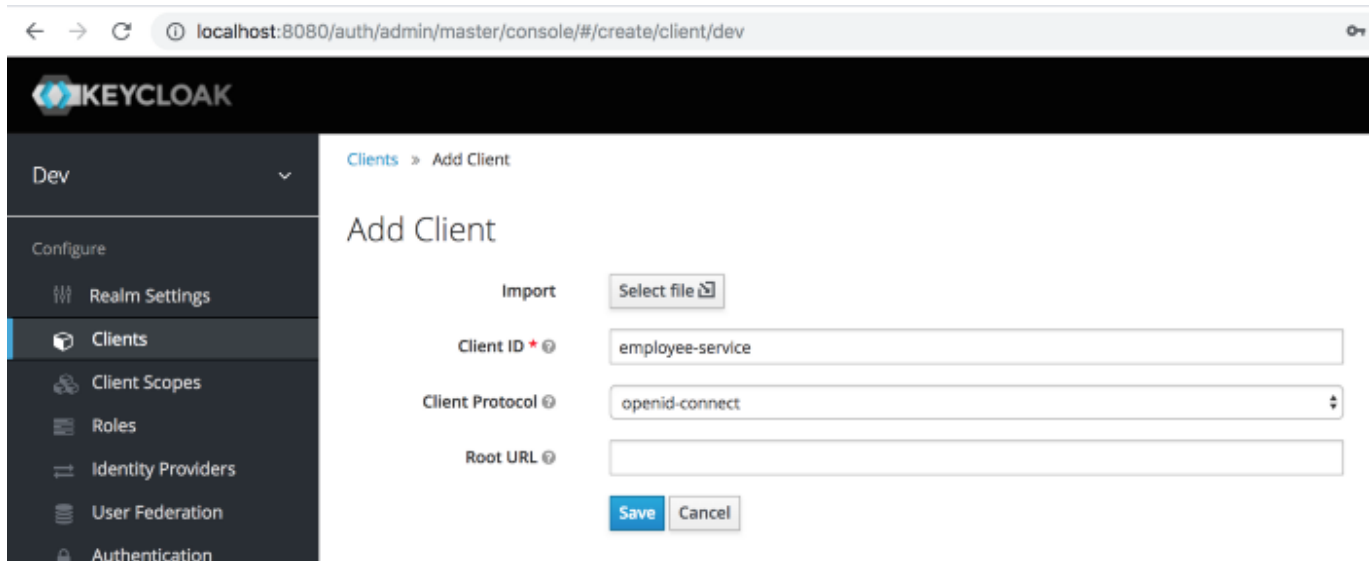 localhost:8080/auth/admin/master/console/#/create/client/dev
KEYCLOAK
Dev
Configure
Realm Settings
Clients
Client Scopes
Roles
Identity Providers
User Federation
Authentication
Clients » Add Client
Add Client
Import Select file
Client ID * employee-service
Client Protocol openid-connect
Root URL
Save Cancel